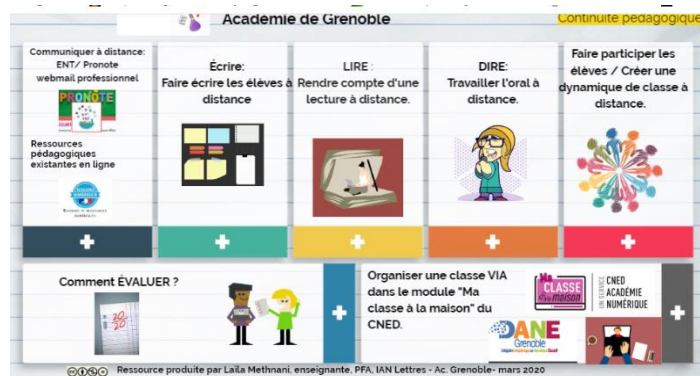 Académie de Grenoble
Continuité pédagogique
Communiquer à distance:
ENT/ Pronote
webmail professionnel
PRONOTE
Ressources
pédagogiques
existantes en ligne
Écrire:
Faire écrire les élèves à
distance
LIRE :
Rendre compte d'une
lecture à distance.
DIRE:
Travailler l'oral à
distance.
Faire participer les
élèves / Créer une
dynamique de classe à
distance.
Comment ÉVALUER ?
20/20
Organiser une classe VIA
dans le module "Ma
classe à la maison" du
CNED.
Ma
CLASSE
à la maison
CNED
ACADÉMIE
NUMÉRIQUE
DANE
Grenoble
Ressource produite par Laïla Methnani, enseignante, PFA, IAN Lettres - Ac. Grenoble- mars 2020